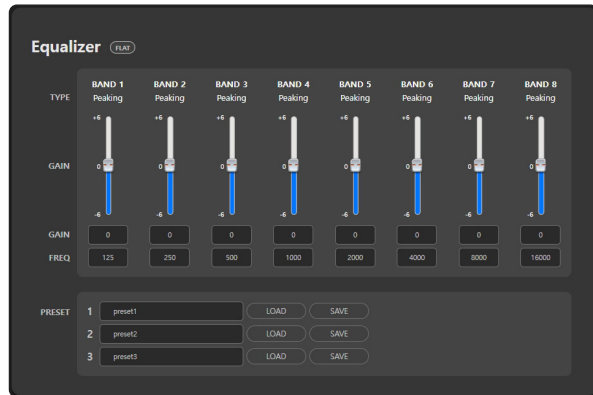 Equalizer FLAT
BAND 1 BAND 2 BAND 3 BAND 4 BAND 5 BAND 6 BAND 7 BAND 8
TYPE Peaking Peaking Peaking Peaking Peaking Peaking Peaking Peaking
+6 +6 +6 +6 +6 +6 +6 +6
GAIN 0 0 0 0 0 0 0 0
-6 -6 -6 -6 -6 -6 -6 -6
GAIN 0 0 0 0 0 0 0 0
FREQ 125 250 500 1000 2000 4000 8000 16000
PRESET 1 preset1 LOAD SAVE
2 preset2 LOAD SAVE
3 preset3 LOAD SAVE